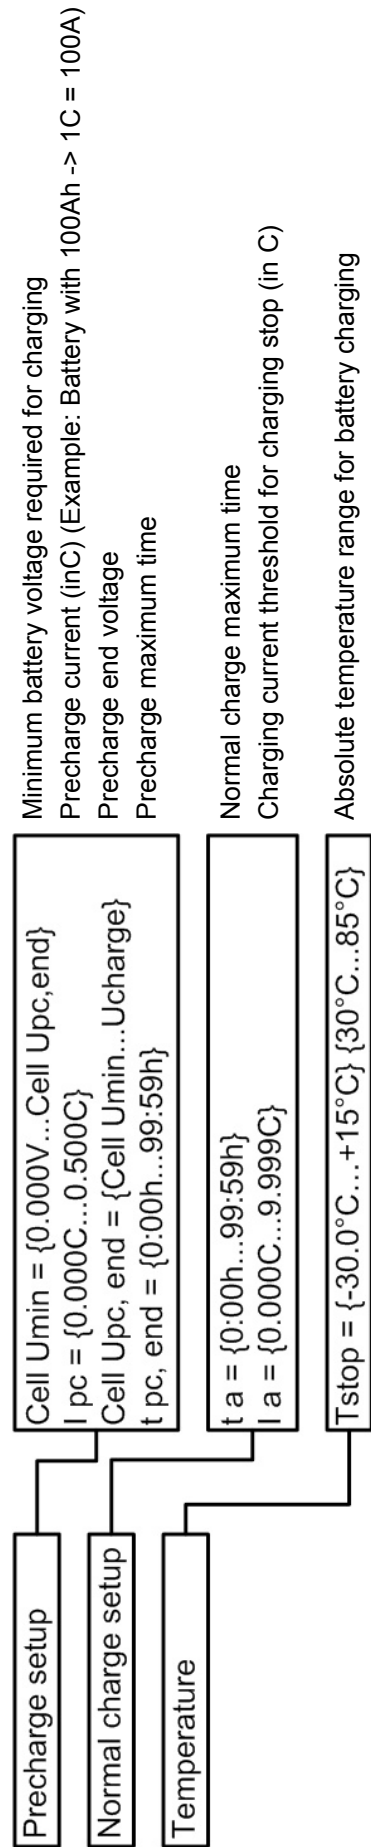 Precharge setup
Cell Umin = {0.000V...Cell Upc,end}
I pc = {0.000C...0.500C}
Cell Upc, end = {Cell Umin...Ucharge}
t pc, end = {0:00h...99:59h}
Minimum battery voltage required for charging
Precharge current (inC) (Example: Battery with 100Ah -> 1C = 100A)
Precharge end voltage
Precharge maximum time
Normal charge setup
t a = {0:00h...99:59h}
I a = {0.000C...9.999C}
Normal charge maximum time
Charging current threshold for charging stop (in C)
Temperature
Tstop = {-30.0°C....+15°C} {30°C...85°C}
Absolute temperature range for battery charging